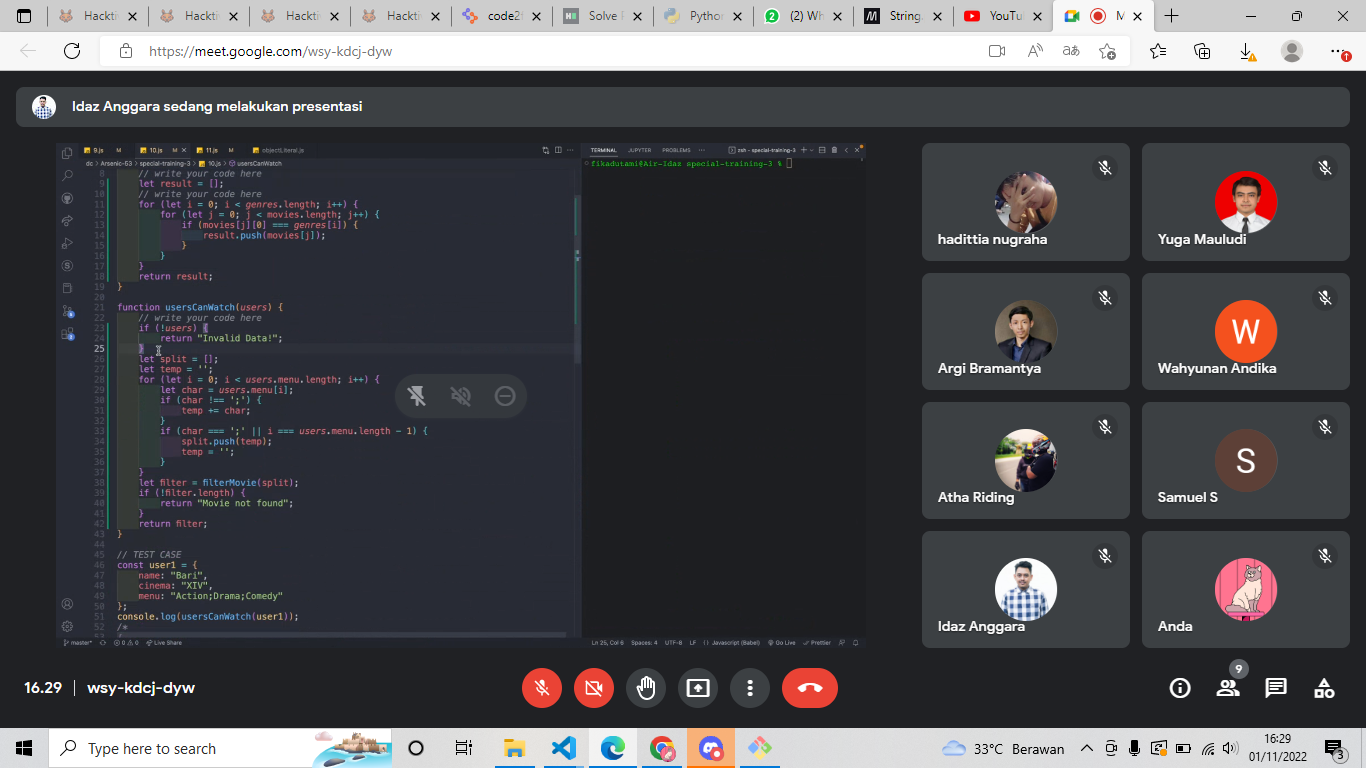 Hackti
Hackti
Hackti
Hackti
code2f
Solve
Python
(2) Wh
String.
YouTu
M
https://meet.google.com/wsy-kdcj-dyw
Idaz Anggara sedang melakukan presentasi
9.js M 10.js M 11.js M objectLiteral.js
dc > Arsenic-53 > special-training-3 > 10.js > usersCanWatch
8 // write your code here
9 let result = [];
10 // write your code here
11 for (let i = 0; i < genres.length; i++) {
12 for (let j = 0; j < movies.length; j++) {
13 if (movies[j][0] === genres[i]) {
14 result.push(movies[j]);
15 }
16 }
17 }
18 return result;
19 }
20
21 function usersCanWatch(users) {
22 // write your code here
23 if (!users) {
24 return "Invalid Data!";
25 }
26 let split = [];
27 let temp = '';
28 for (let i = 0; i < users.menu.length; i++) {
29 let char = users.menu[i];
30 if (char !== ';') {
31 temp += char;
32 }
33 if (char === ';' || i === users.menu.length - 1) {
34 split.push(temp);
35 temp = '';
36 }
37 }
38 let filter = filterMovie(split);
39 if (!filter.length) {
40 return "Movie not found";
41 }
42 return filter;
43 }
44
45 // TEST CASE
46 const user1 = {
47 name: "Bari",
48 cinema: "XIV",
49 menu: "Action;Drama;Comedy"
50 };
51 console.log(usersCanWatch(user1));
52 /*
TERMINAL JUPYTER PROBLEMS ... zsh - special-training-3
fikadutami@Air-Idaz special-training-3 %
master* 0 0 Live Share
Ln 25, Col 6 Spaces: 4 UTF-8 LF Javascript (Babel) Go Live Prettier
hadittia nugraha
Yuga Mauludi
Argi Bramantya
W
Wahyunan Andika
Atha Riding
S
Samuel S
Idaz Anggara
Anda
16.29 | wsy-kdcj-dyw
9
Type here to search
33°C Berawan
16:29
01/11/2022
3